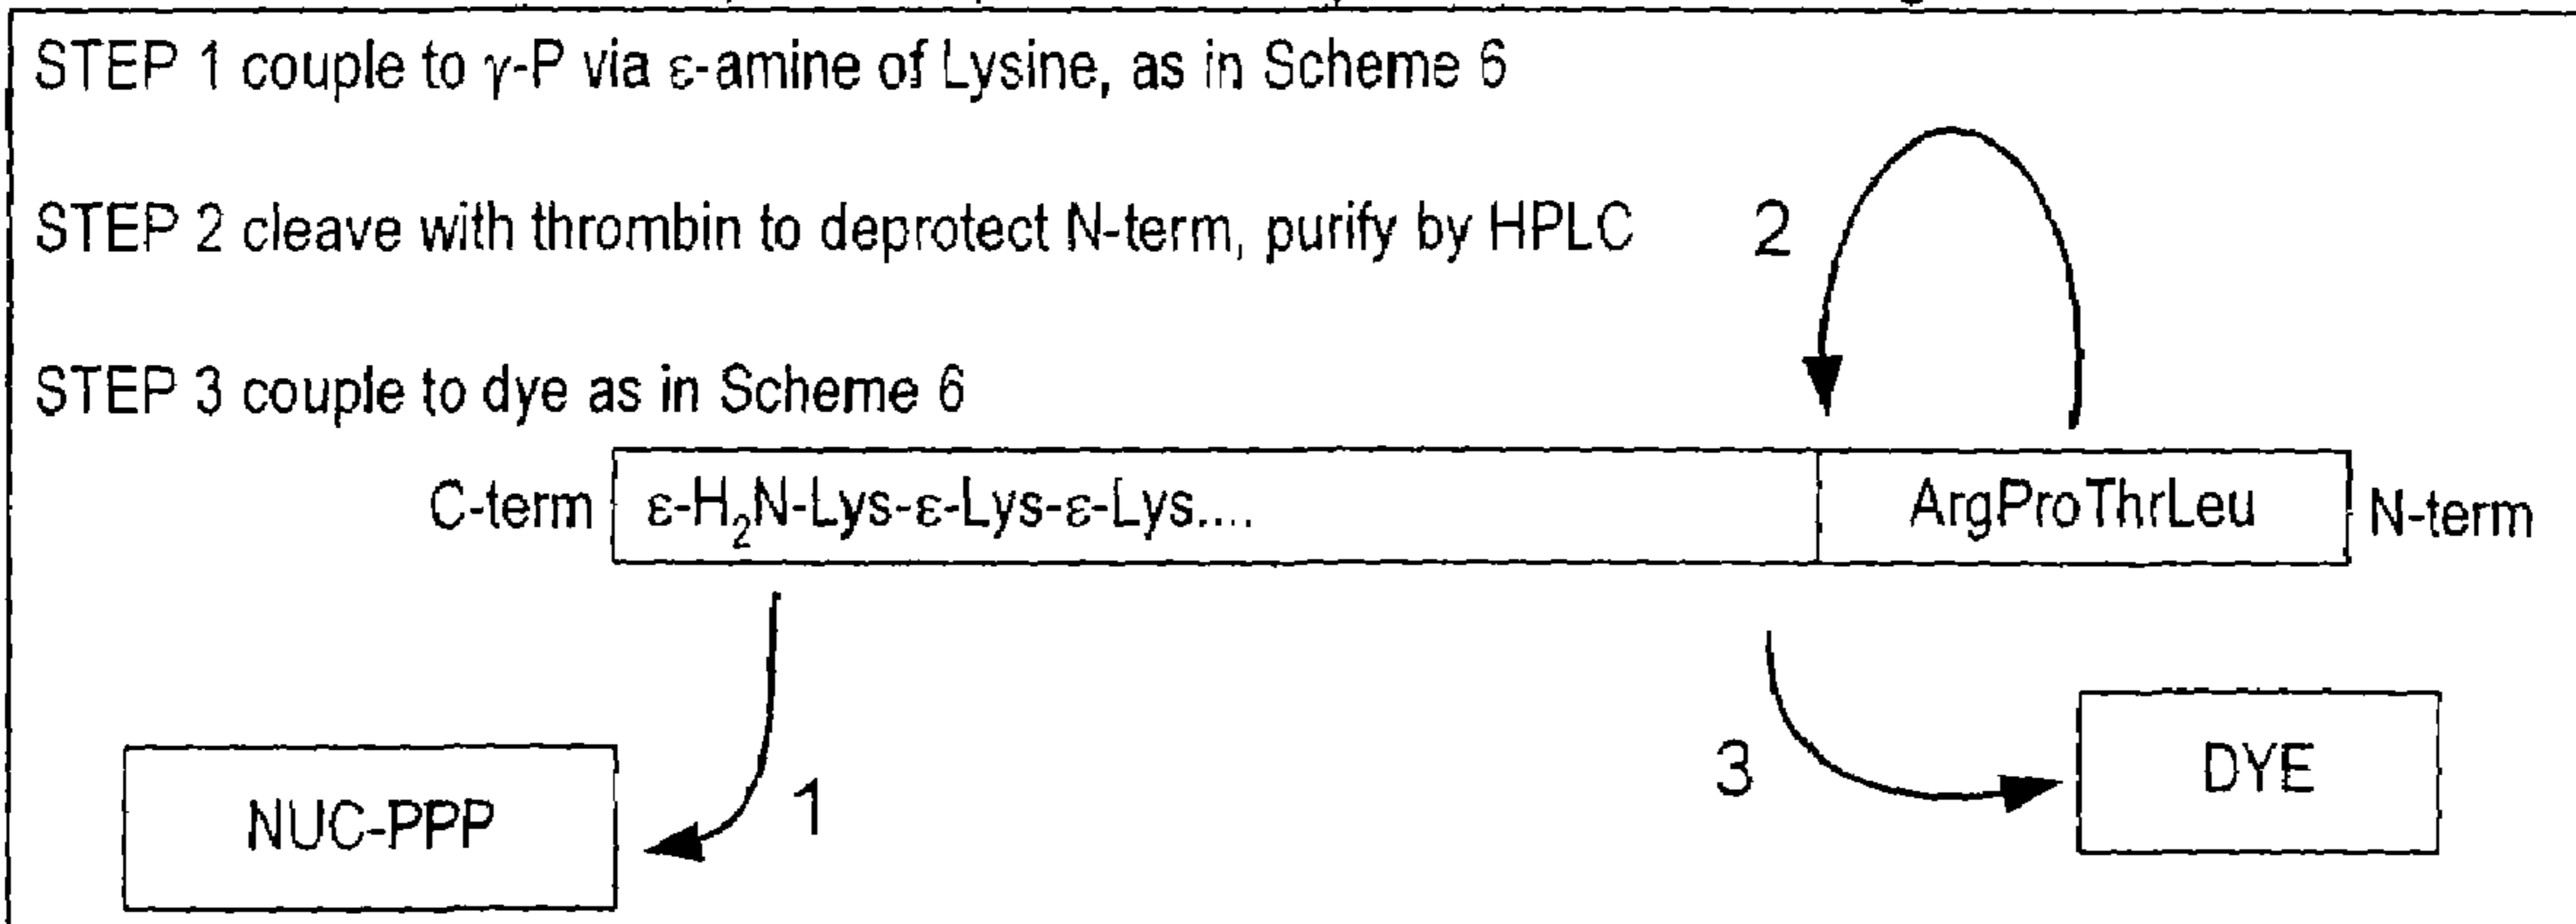 STEP 1 couple to γ-P via ε-amine of Lysine, as in Scheme 6
STEP 2 cleave with thrombin to deprotect N-term, purify by HPLC
2
STEP 3 couple to dye as in Scheme 6
C-term
ε-H₂N-Lys-ε-Lys-ε-Lys....
ArgProThrLeu
N-term
NUC-PPP
1
3
DYE